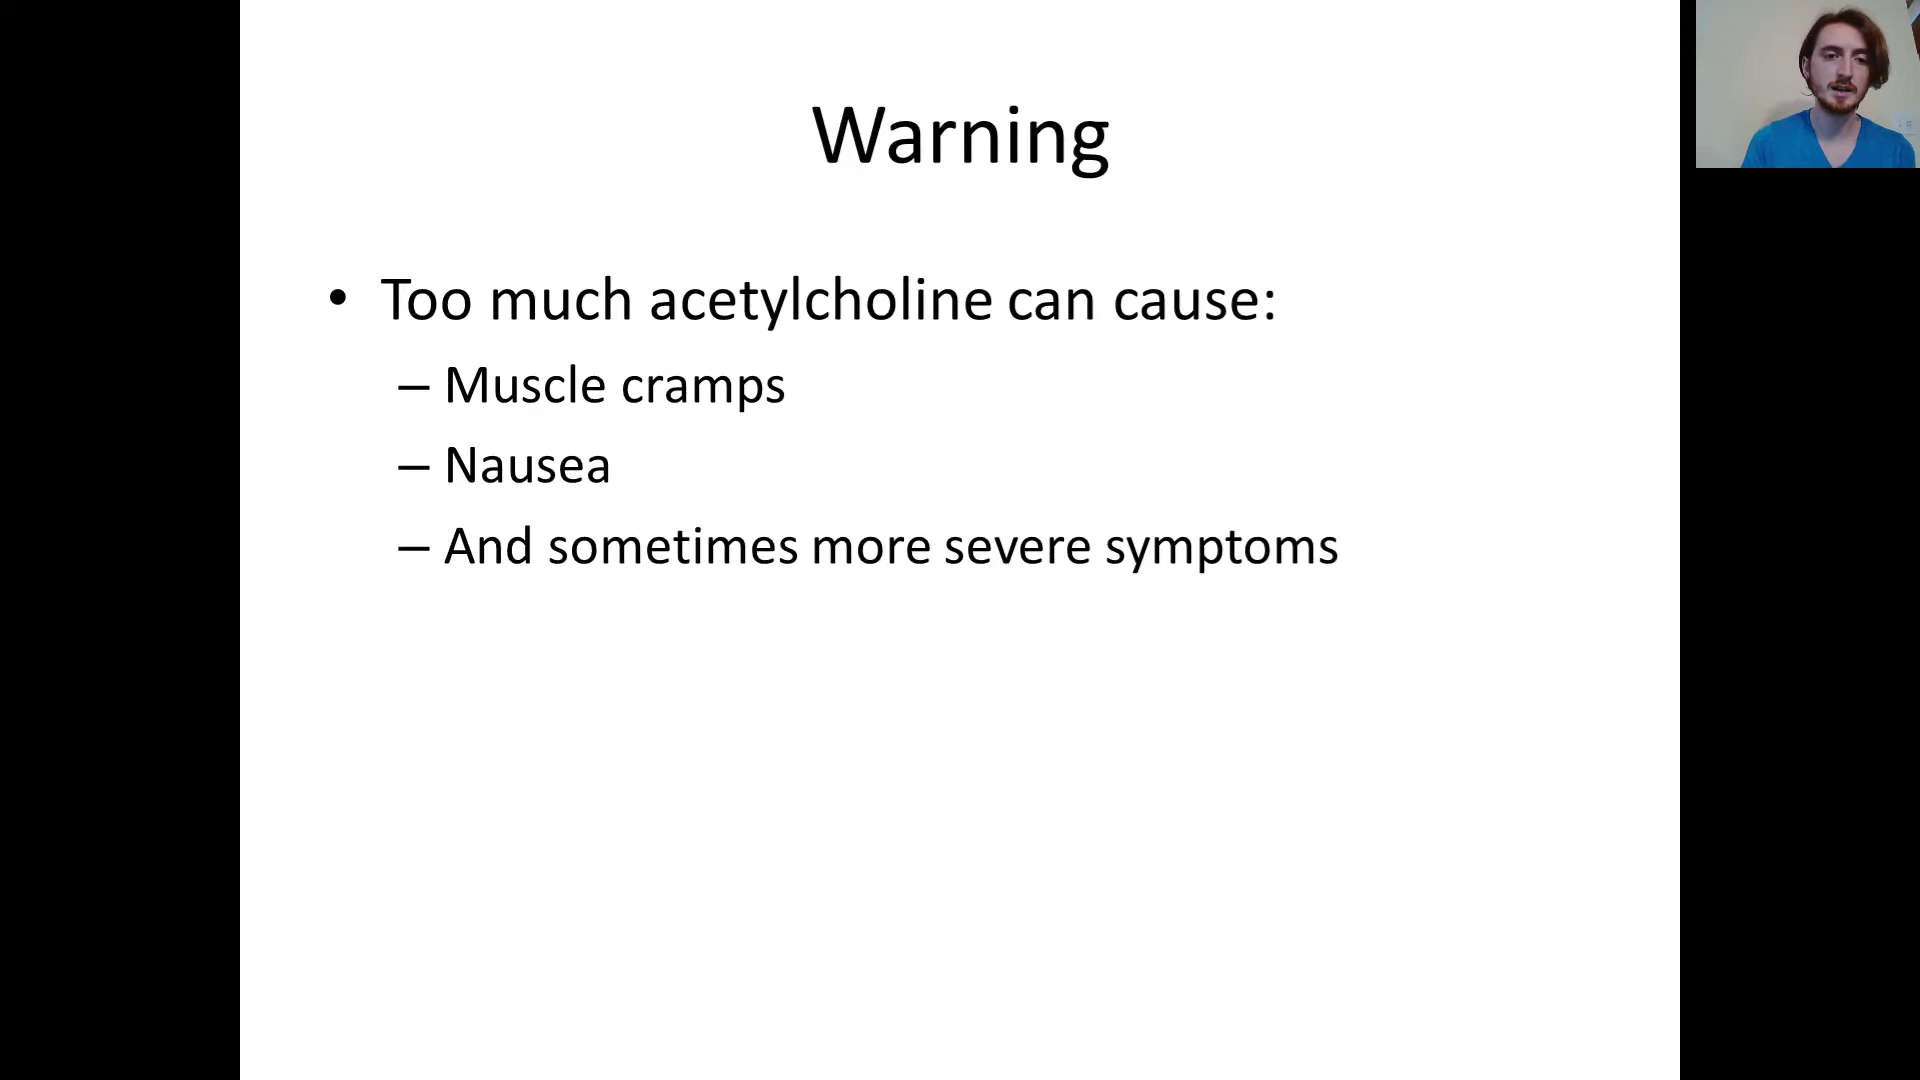 Warning
• Too much acetylcholine can cause:
– Muscle cramps
– Nausea
– And sometimes more severe symptoms